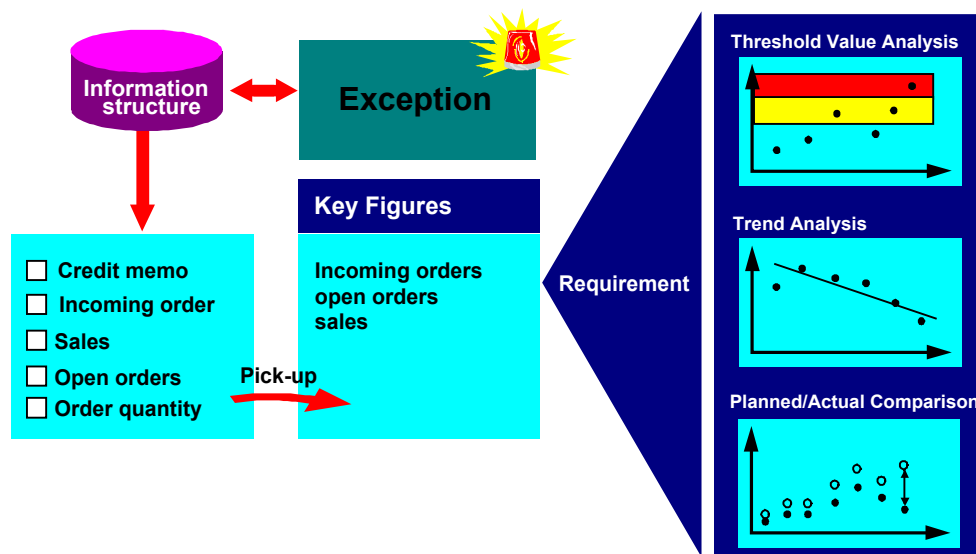 Information
structure
Exception
Key Figures
Credit memo
Incoming order
Sales
Open orders
Order quantity
Pick-up
Incoming orders
open orders
sales
Requirement
Threshold Value Analysis
Trend Analysis
Planned/Actual Comparison